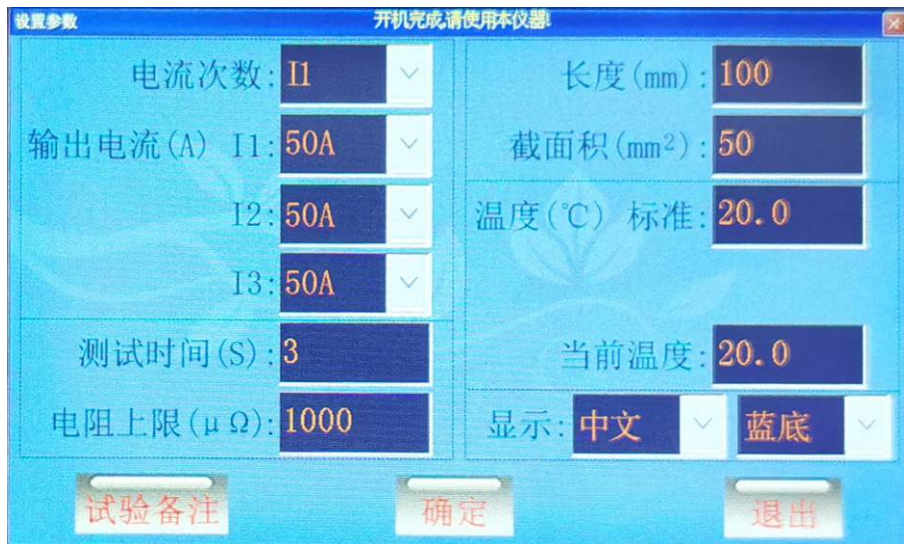 设置参数 开机完成,请使用本仪器!
电流次数: I1 长度(mm): 100
输出电流(A) I1: 50A 截面积(mm²): 50
I2: 50A 温度(℃) 标准: 20.0
I3: 50A
测试时间(S): 3 当前温度: 20.0
电阻上限(μΩ): 1000 显示: 中文 蓝底
试验备注 确定 退出